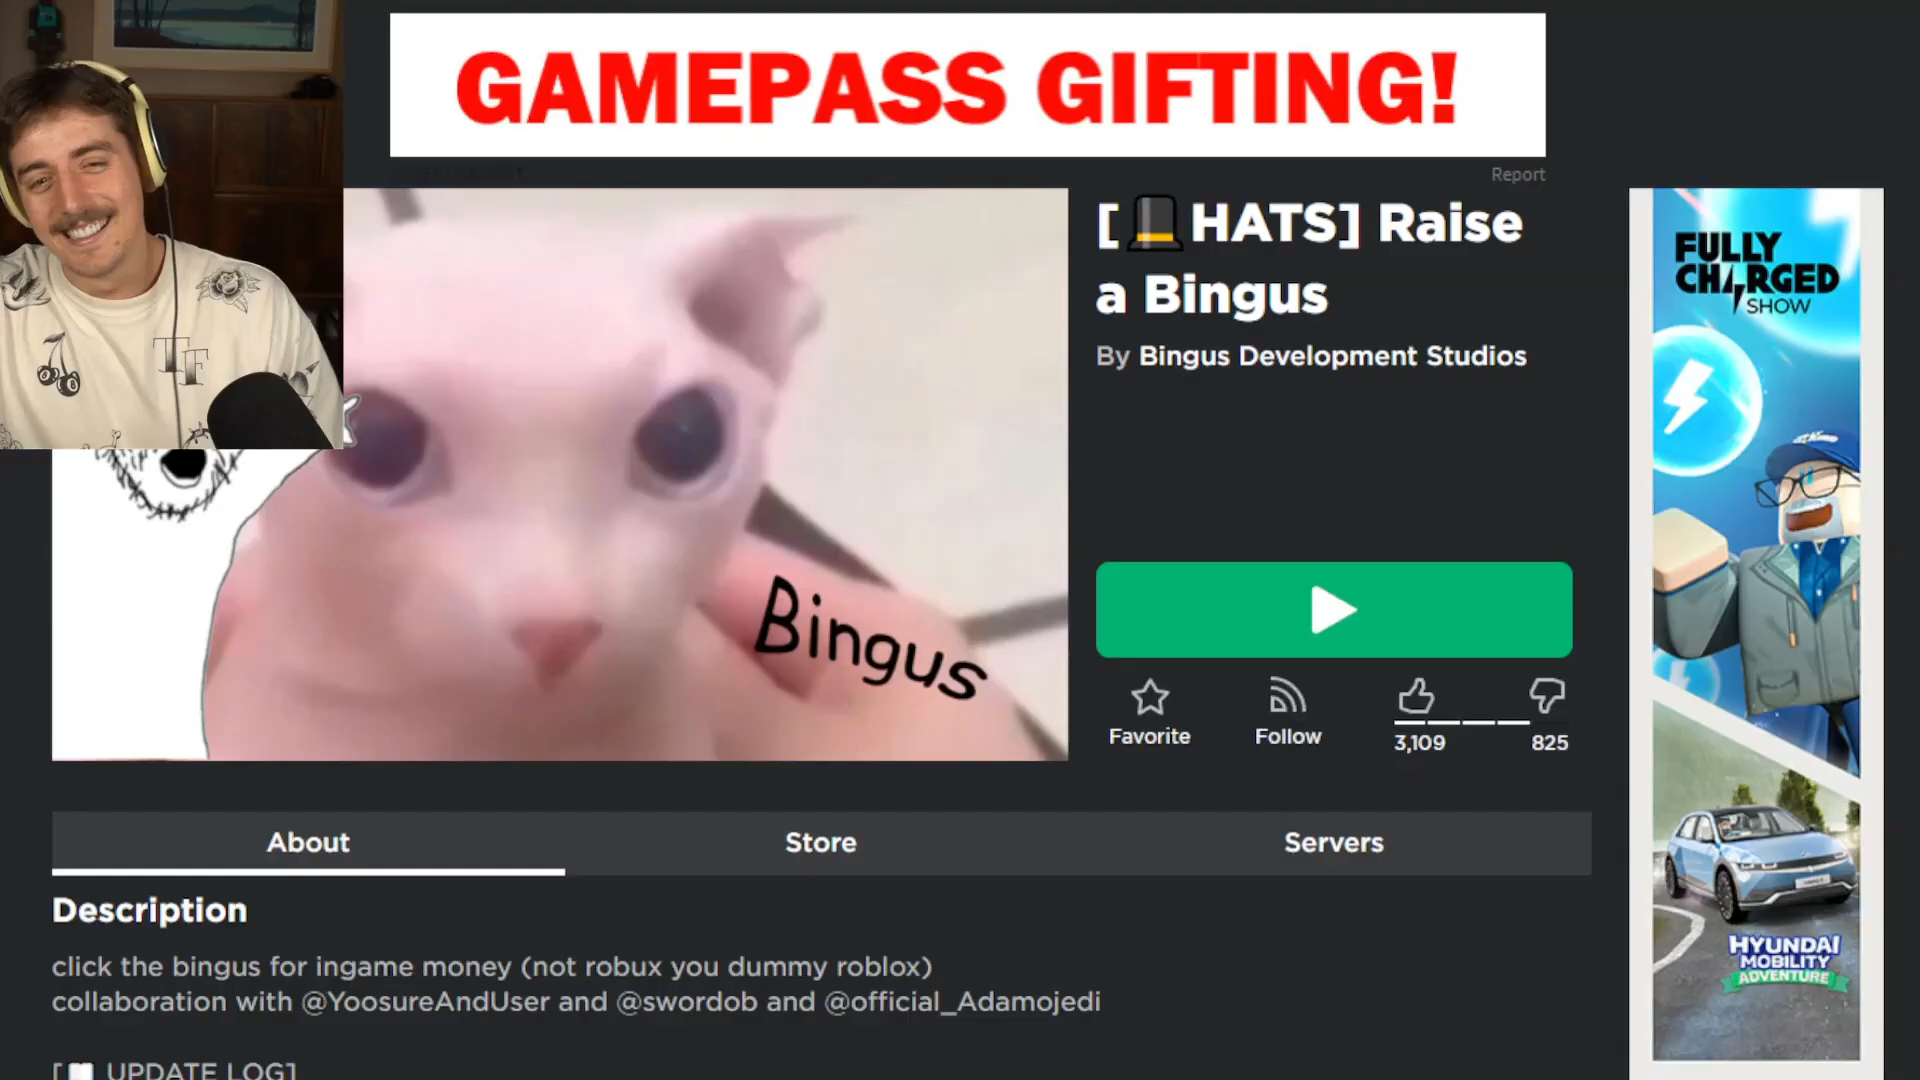 GAMEPASS GIFTING!
Report
[ HATS] Raise
a Bingus
By Bingus Development Studios
Bingus
Favorite
Follow
3,109
825
FULLY
CHARGED
SHOW
HYUNDAI
MOBILITY
ADVENTURE
TF
About
Store
Servers
Description
click the bingus for ingame money (not robux you dummy roblox)
collaboration with @YoosureAndUser and @swordob and @official_Adamojedi
[ UPDATE LOG]